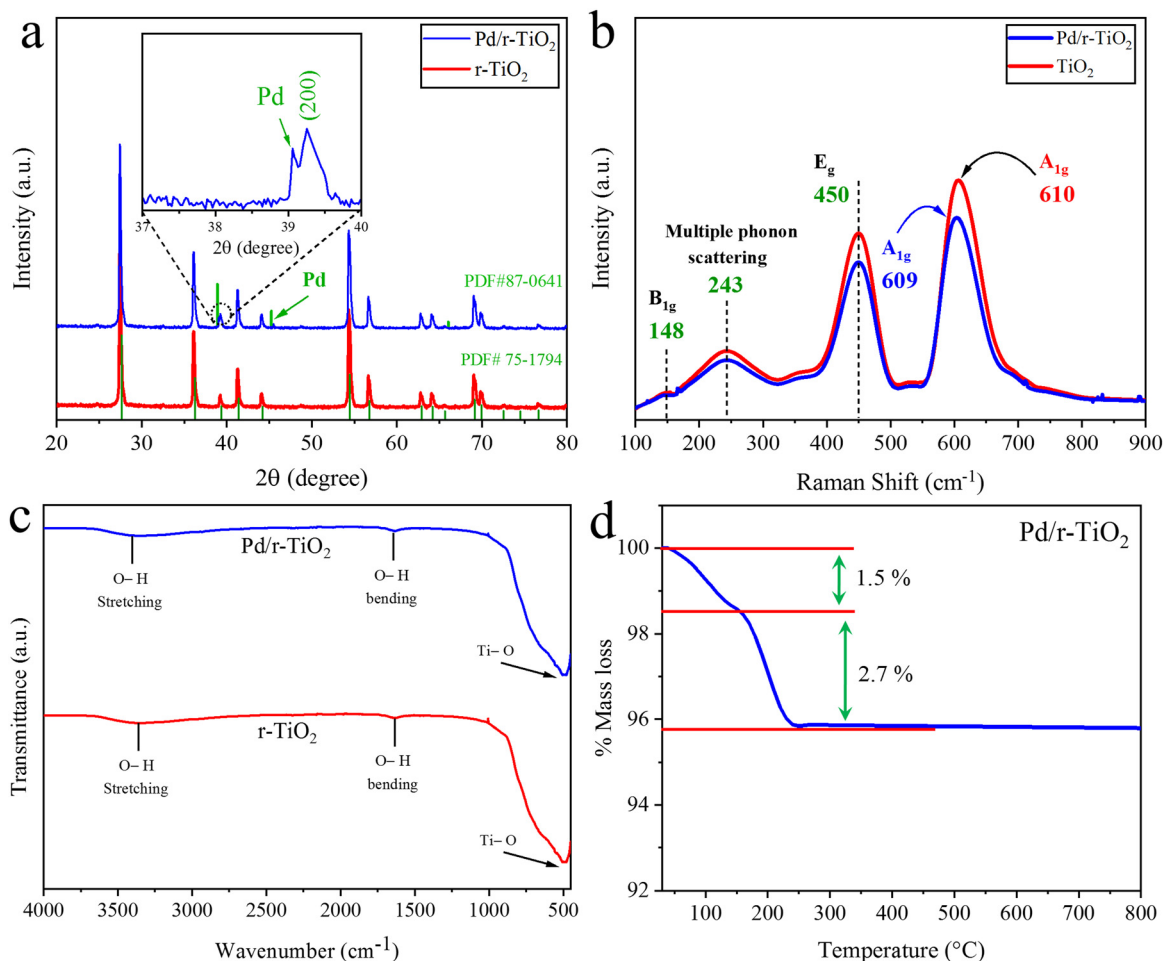 a
Pd/r-TiO₂
r-TiO₂
Pd
(200)
37
38
39
40
2θ (degree)
Pd
PDF#87-0641
PDF# 75-1794
Intensity (a.u.)
20
30
40
50
60
70
80
2θ (degree)
b
Pd/r-TiO₂
TiO₂
B₁g
148
Multiple phonon
scattering
243
Eg
450
A₁g
609
A₁g
610
Intensity (a.u.)
100
200
300
400
500
600
700
800
900
Raman Shift (cm⁻¹)
c
Pd/r-TiO₂
O– H
Stretching
O– H
bending
Ti– O
r-TiO₂
O– H
Stretching
O– H
bending
Ti– O
Transmittance (a.u.)
4000
3500
3000
2500
2000
1500
1000
500
Wavenumber (cm⁻¹)
d
Pd/r-TiO₂
1.5 %
2.7 %
% Mass loss
100
98
96
94
92
100
200
300
400
500
600
700
800
Temperature (°C)